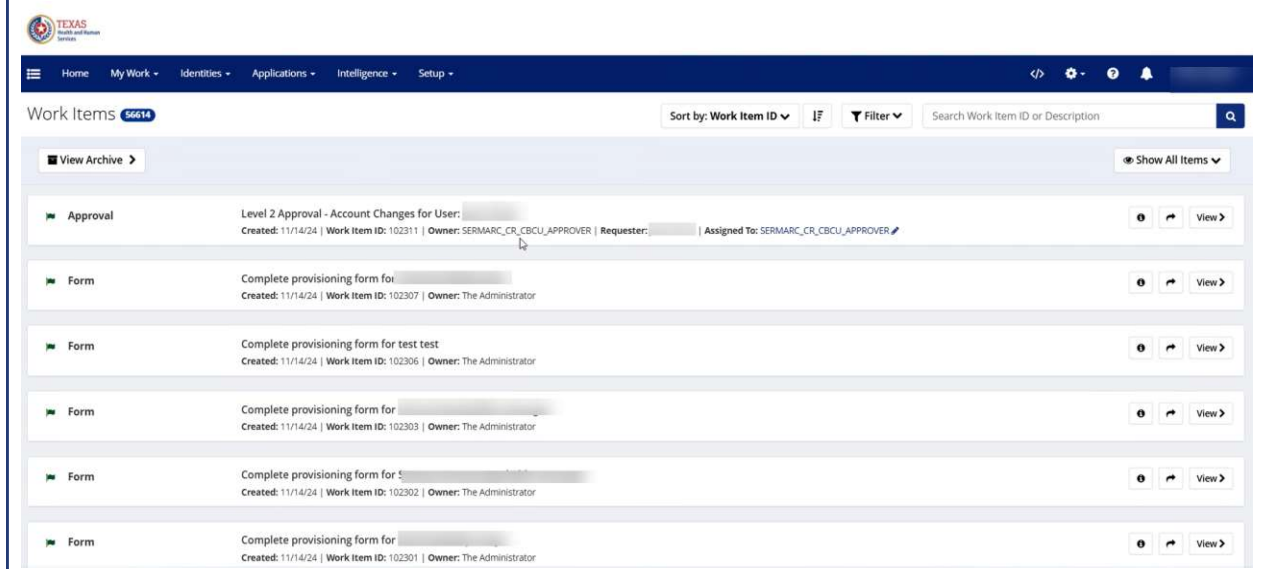 TEXAS
Health and Human
Services
Home My Work Identities Applications Intelligence Setup
Work Items 56614 Sort by: Work Item ID Filter Search Work Item ID or Description
View Archive Show All Items
Approval Level 2 Approval - Account Changes for User: View
Created: 11/14/24 | Work Item ID: 102311 | Owner: SERMARC_CR_CBCU_APPROVER | Requester: | Assigned To: SERMARC_CR_CBCU_APPROVER
Form Complete provisioning form for View
Created: 11/14/24 | Work Item ID: 102307 | Owner: The Administrator
Form Complete provisioning form for test test View
Created: 11/14/24 | Work Item ID: 102306 | Owner: The Administrator
Form Complete provisioning form for View
Created: 11/14/24 | Work Item ID: 102303 | Owner: The Administrator
Form Complete provisioning form for View
Created: 11/14/24 | Work Item ID: 102302 | Owner: The Administrator
Form Complete provisioning form for View
Created: 11/14/24 | Work Item ID: 102301 | Owner: The Administrator